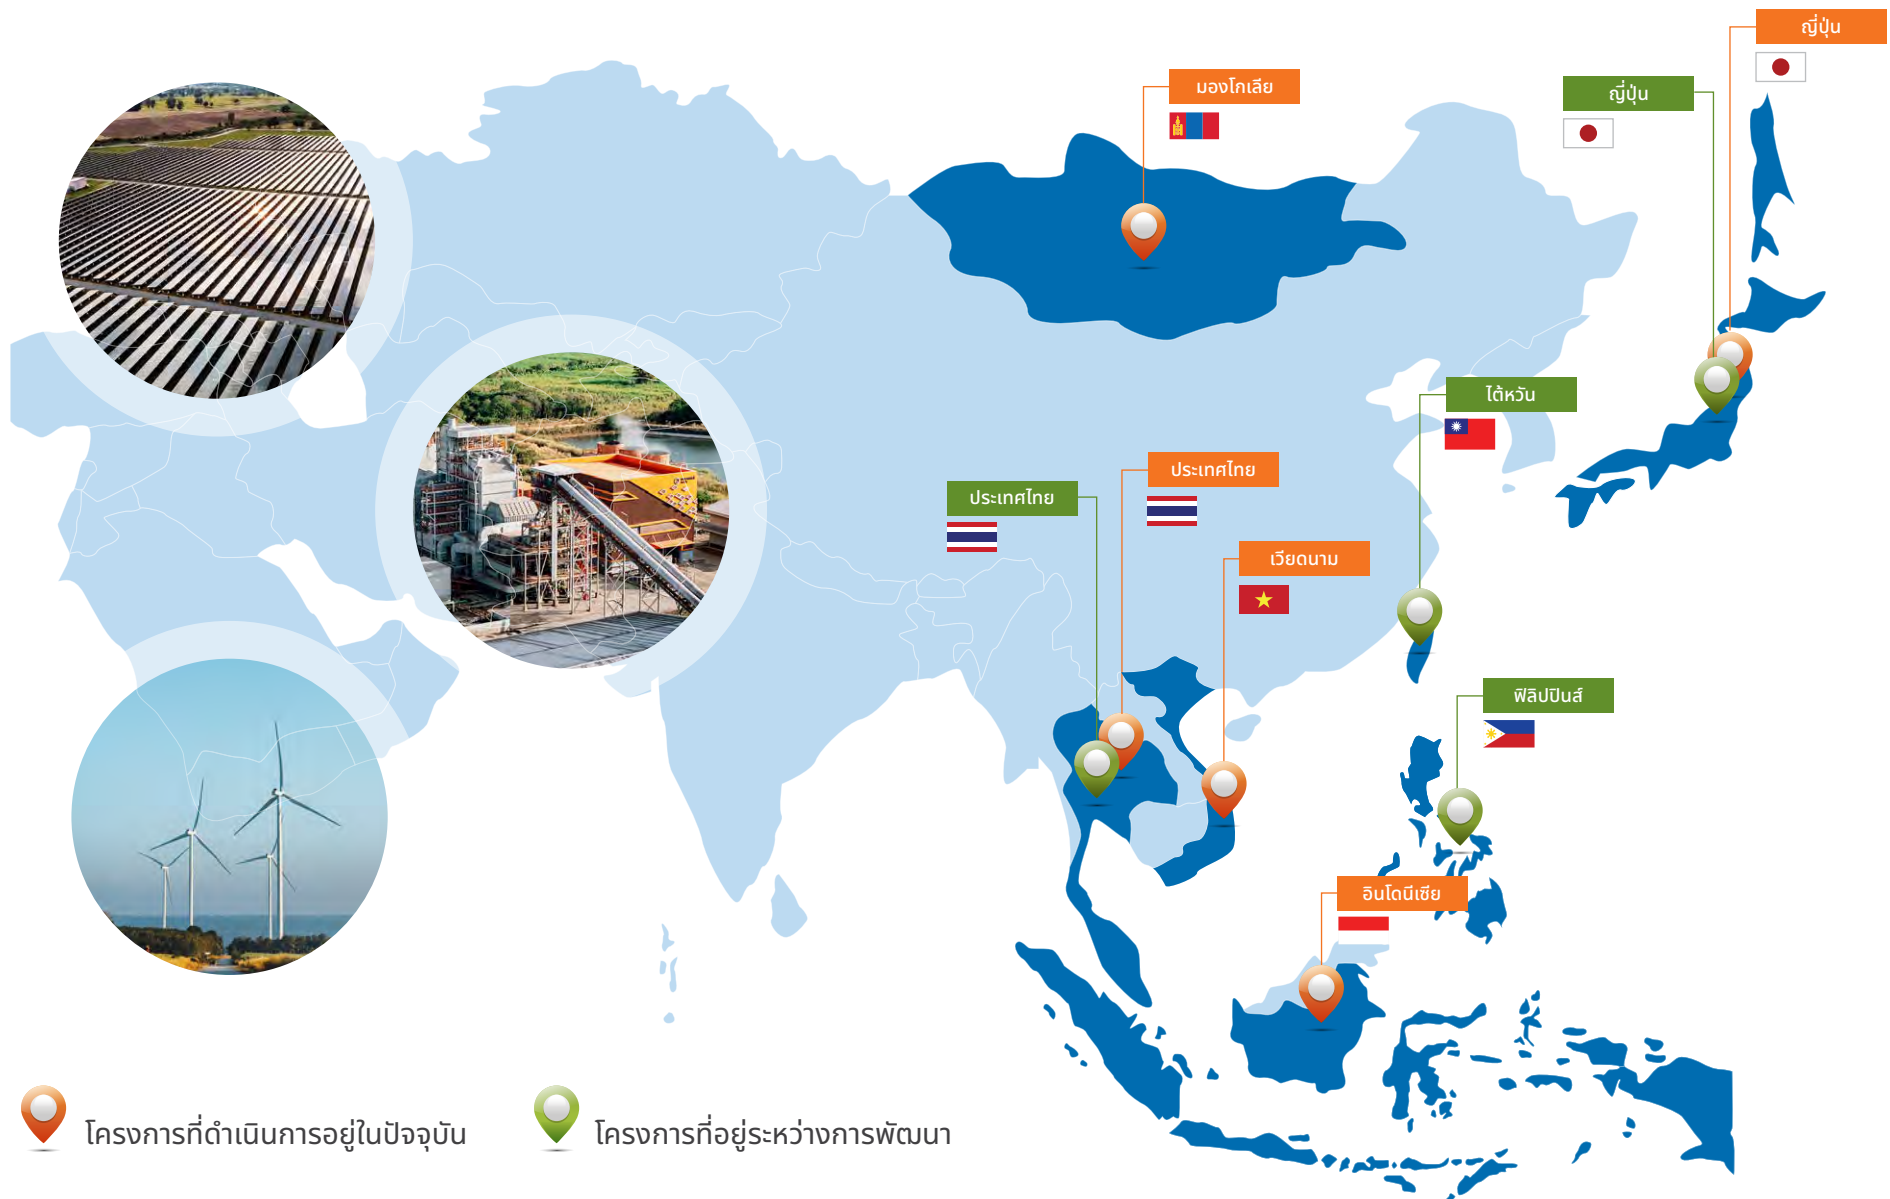 ญี่ปุ่น
มองโกเลีย
ญี่ปุ่น
ไต้หวัน
ประเทศไทย
ประเทศไทย
เวียดนาม
ฟิลิปปินส์
อินโดนีเซีย
โครงการที่ดำเนินการอยู่ในปัจจุบัน
โครงการที่อยู่ระหว่างการพัฒนา